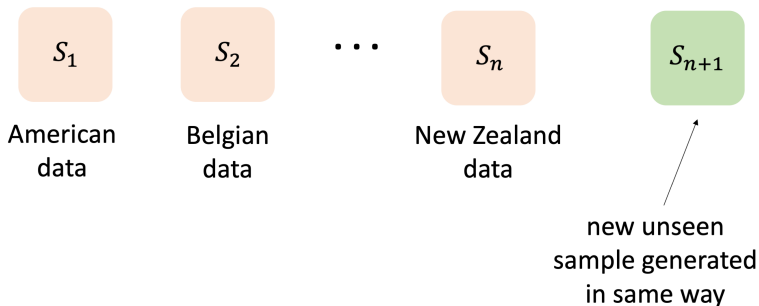 S₁ S₂ ... Sₙ Sₙ₊₁
American Belgian New Zealand
data data data
new unseen
sample generated
in same way